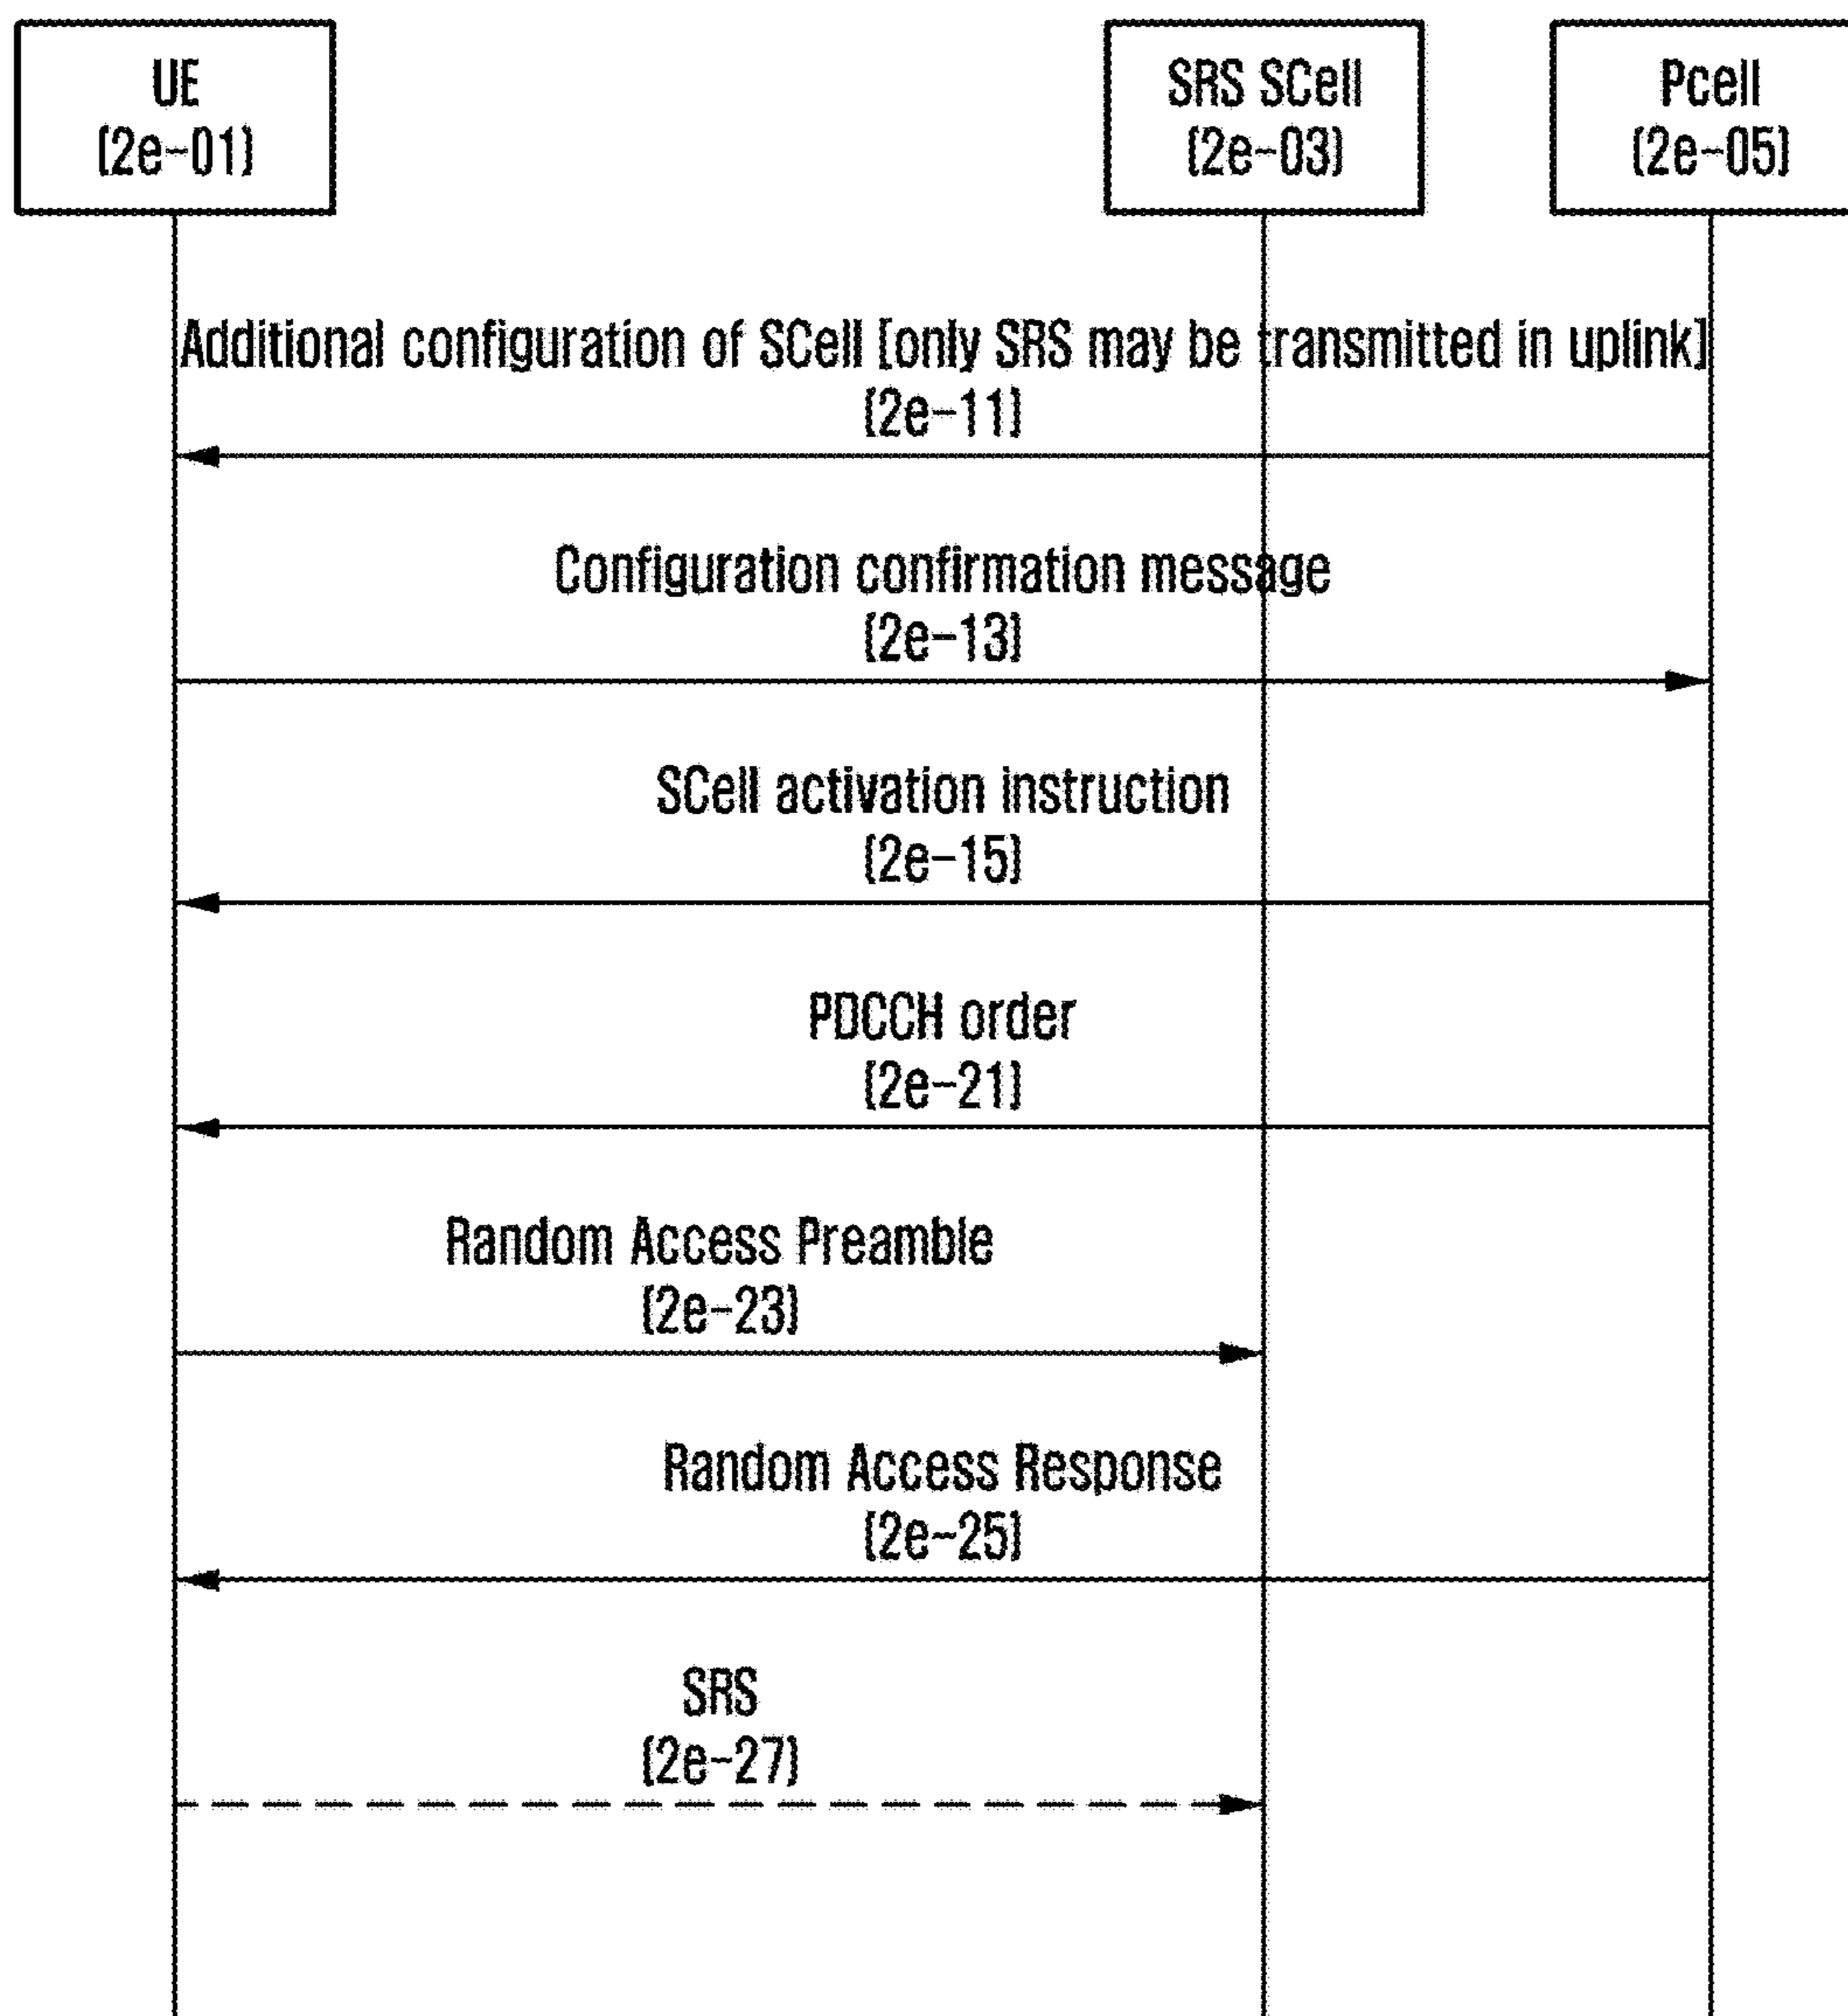 UE
(2e-01)
SRS SCell
(2e-03)
Pcell
(2e-05)
Additional configuration of SCell [only SRS may be transmitted in uplink]
(2e-11)
Configuration confirmation message
(2e-13)
SCell activation instruction
(2e-15)
PDCCH order
(2e-21)
Random Access Preamble
(2e-23)
Random Access Response
(2e-25)
SRS
(2e-27)